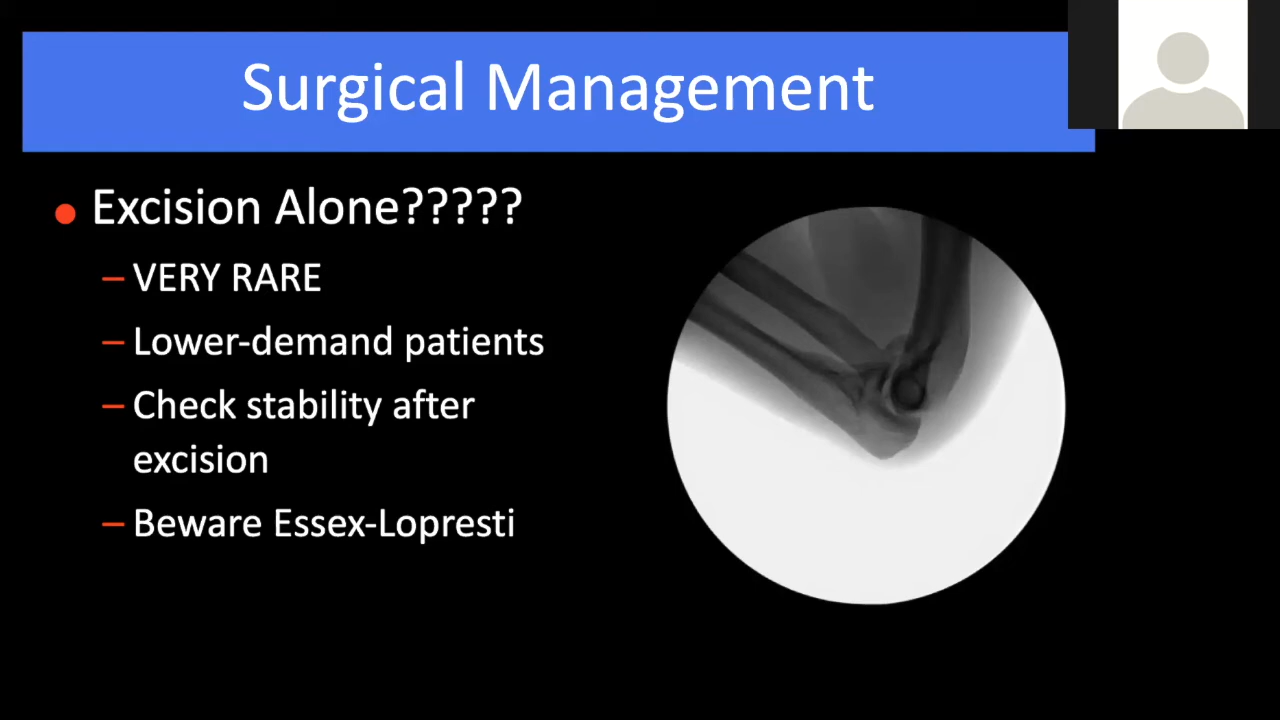 Surgical Management
Excision Alone?????
– VERY RARE
– Lower-demand patients
– Check stability after
excision
– Beware Essex-Lopresti